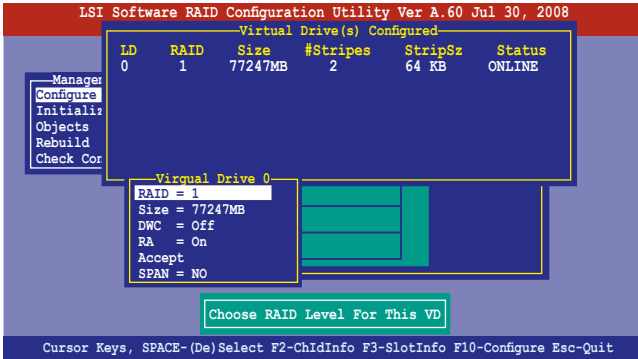 LSI Software RAID Configuration Utility Ver A.60 Jul 30, 2008
Virtual Drive(s) Configured
LD RAID Size #Stripes StripSz Status
0 1 77247MB 2 64 KB ONLINE
Manage
Configure
Initializ
Objects
Rebuild
Check Con
Virgual Drive 0
RAID = 1
Size = 77247MB
DWC = Off
RA = On
Accept
SPAN = NO
Choose RAID Level For This VD
Cursor Keys, SPACE-(De)Select F2-ChIdInfo F3-SlotInfo F10-Configure Esc-Quit